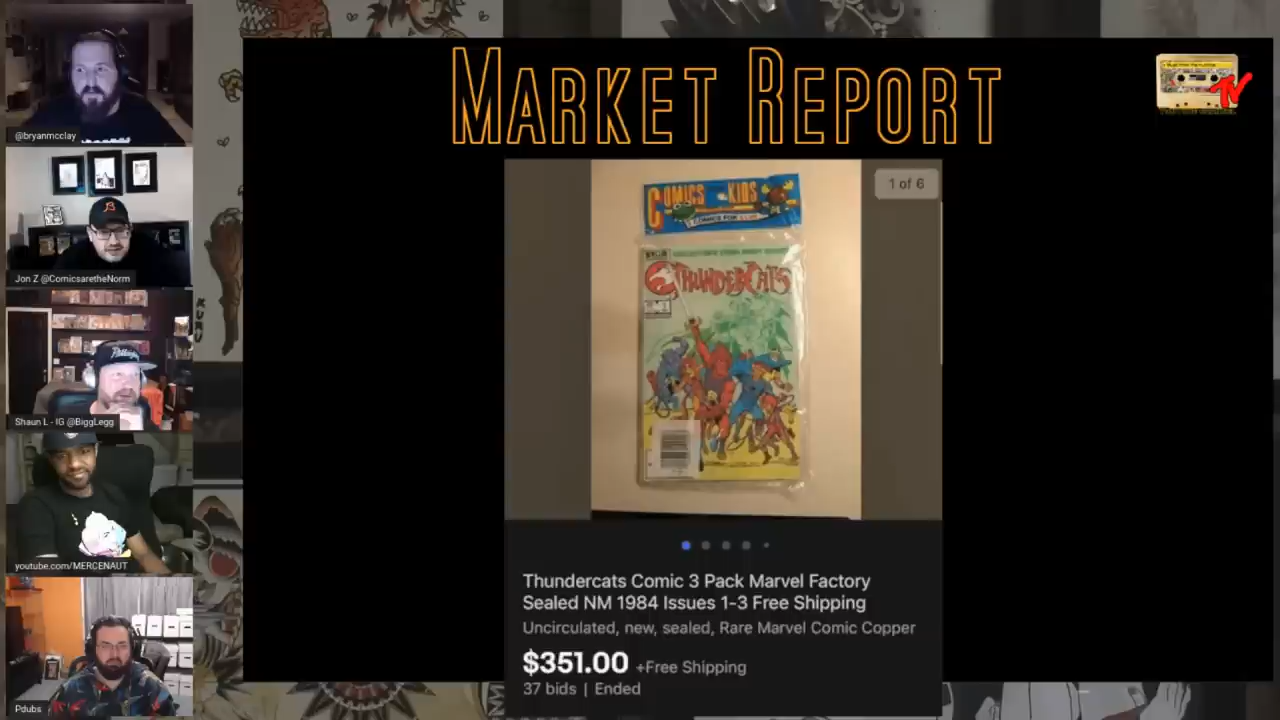 MARKET REPORT
TV
@bryanmcclay
Jon Z @ComicsaretheNorm
Shaun L - IG @BiggLegg
youtube.com/MERCENAUT
Pdubs
1 of 6
COMICS
KIDS
THUNDERCATS
Thundercats Comic 3 Pack Marvel Factory
Sealed NM 1984 Issues 1-3 Free Shipping
Uncirculated, new, sealed, Rare Marvel Comic Copper
$351.00 +Free Shipping
37 bids | Ended